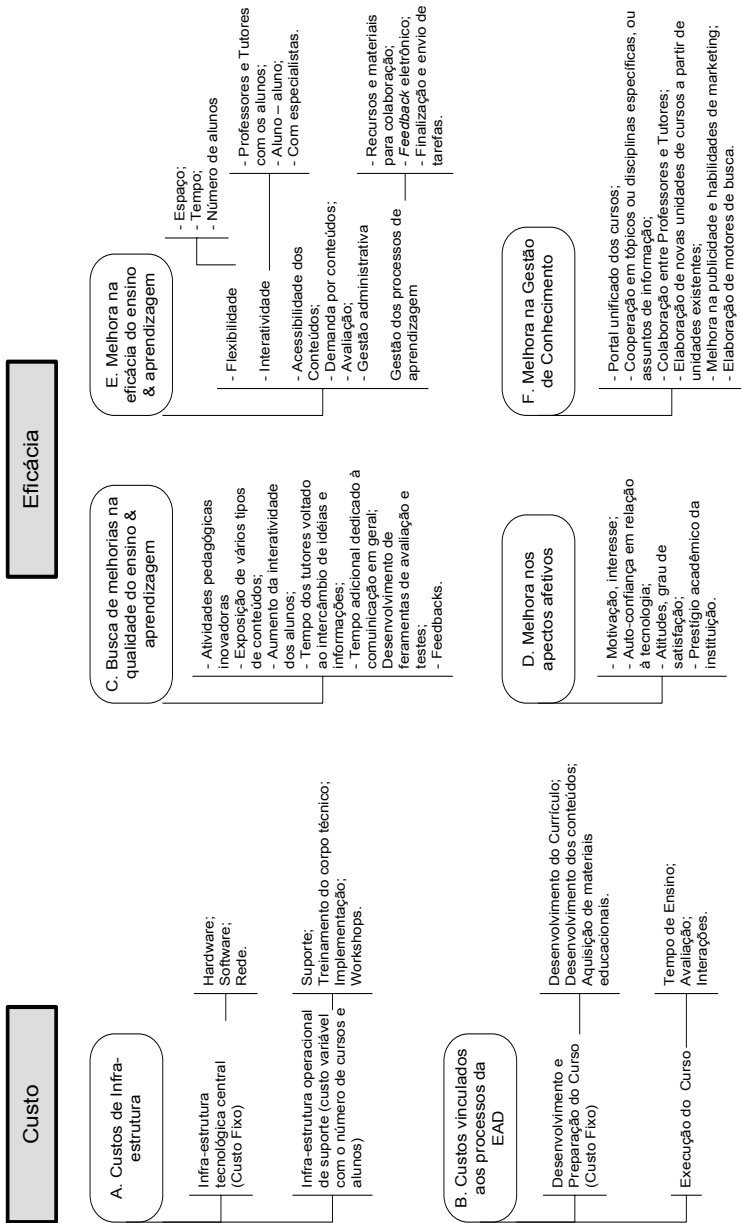 Custo
A. Custos de Infra-
estrutura
Infra-estrutura
tecnológica central
(Custo Fixo)
Hardware;
Software;
Rede.
Infra-estrutura operacional
de suporte (custo variável
com o número de cursos e
alunos)
Suporte;
Treinamento do corpo técnico;
Implementação;
Workshops.
B. Custos vinculados
aos processos da
EAD
Desenvolvimento e
Preparação do Curso
(Custo Fixo)
Desenvolvimento do Currículo;
Desenvolvimento dos conteúdos;
Aquisição de materiais
educacionais.
Execução do Curso
Tempo de Ensino;
Avaliação;
Interações.
Eficácia
C. Busca de melhorias na
qualidade do ensino &
aprendizagem
- Atividades pedagógicas
inovadoras
- Exposição de vários tipos
de conteúdos;
- Aumento da interatividade
dos alunos;
- Tempo dos tutores voltado
ao intercâmbio de idéias e
informações;
- Tempo adicional dedicado à
comuinicação em geral;
Desenvolvimento de
feramentas de avaliação e
testes;
- Feedbacks.
D. Melhora nos
apectos afetivos
- Motivação, interesse;
- Auto-confiança em relação
à tecnologia;
- Atitudes, grau de
satisfação;
- Prestígio acadêmico da
instituição.
E. Melhora na
eficácia do ensino
& aprendizagem
- Flexibilidade
- Espaço;
- Tempo;
- Número de alunos
- Interatividade
- Professores e Tutores
com os alunos;
- Aluno – aluno;
- Com especialistas.
- Acessibilidade dos
Conteúdos;
- Demanda por conteúdos;
- Avaliação;
- Gestão administrativa
Gestão dos processos de
aprendizagem
- Recursos e materiais
para colaboração;
- Feedback eletrônico;
- Finalização e envio de
tarefas.
F. Melhora na Gestão
de Conhecimento
- Portal unificado dos cursos;
- Cooperação em tópicos ou disciplinas específicas, ou
assuntos de informação;
- Colaboração entre Professores e Tutores;
- Elaboração de novas unidades de cursos a partir de
unidades existentes;
- Melhora na publicidade e habilidades de marketing;
- Elaboração de motores de busca.